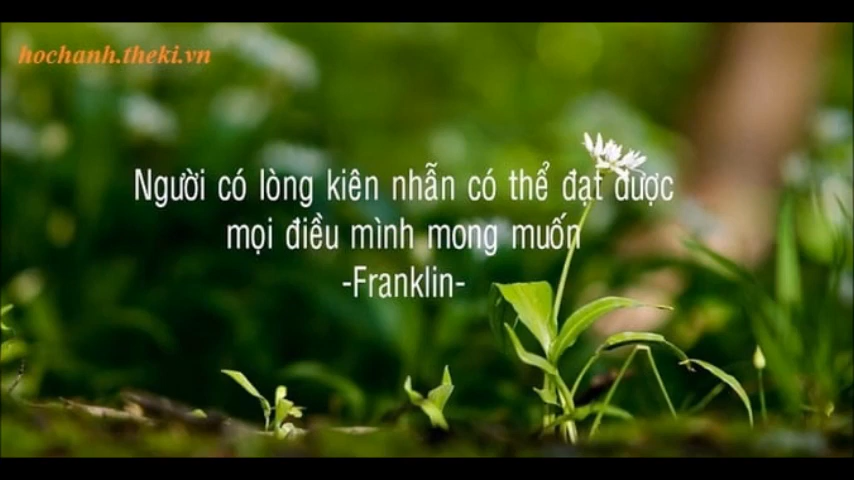 hochanh.theki.vn
Người có lòng kiên nhẫn có thể đạt được
mọi điều mình mong muốn
-Franklin-